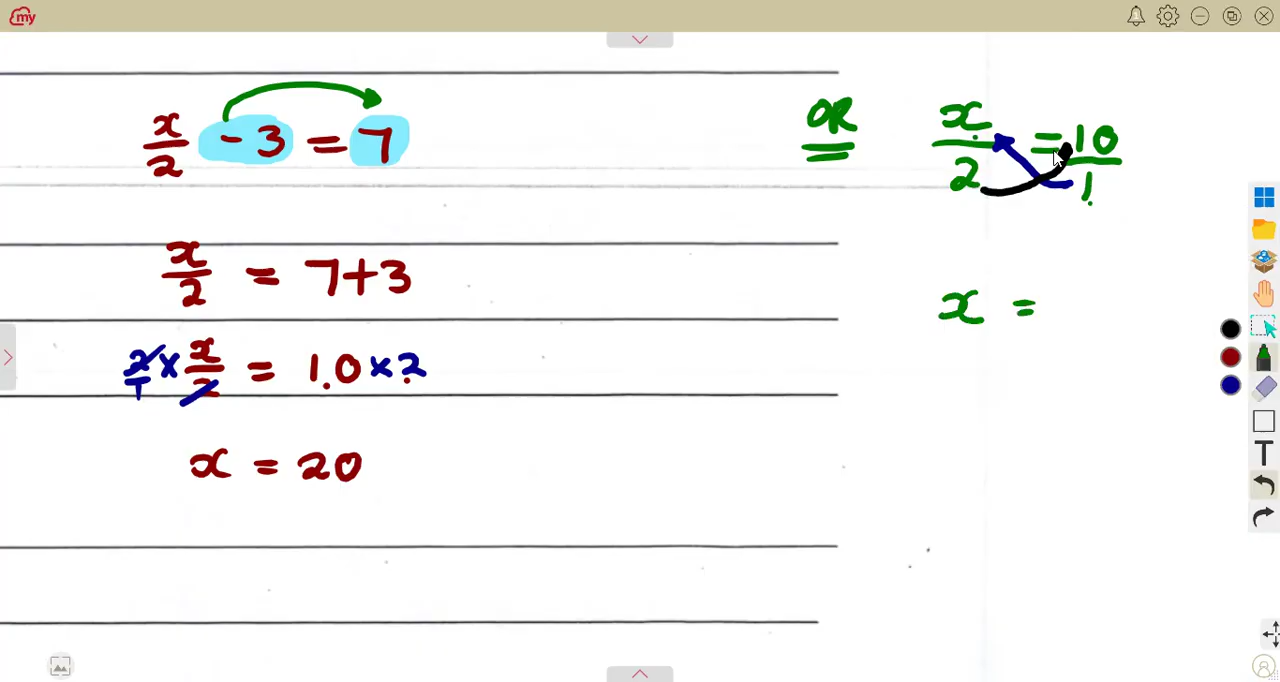 my
x/2 - 3 = 7
x/2 = 7+3
2/1 × x/2 = 10 × 2
x = 20
OR
x/2 = 10/1
x =
T